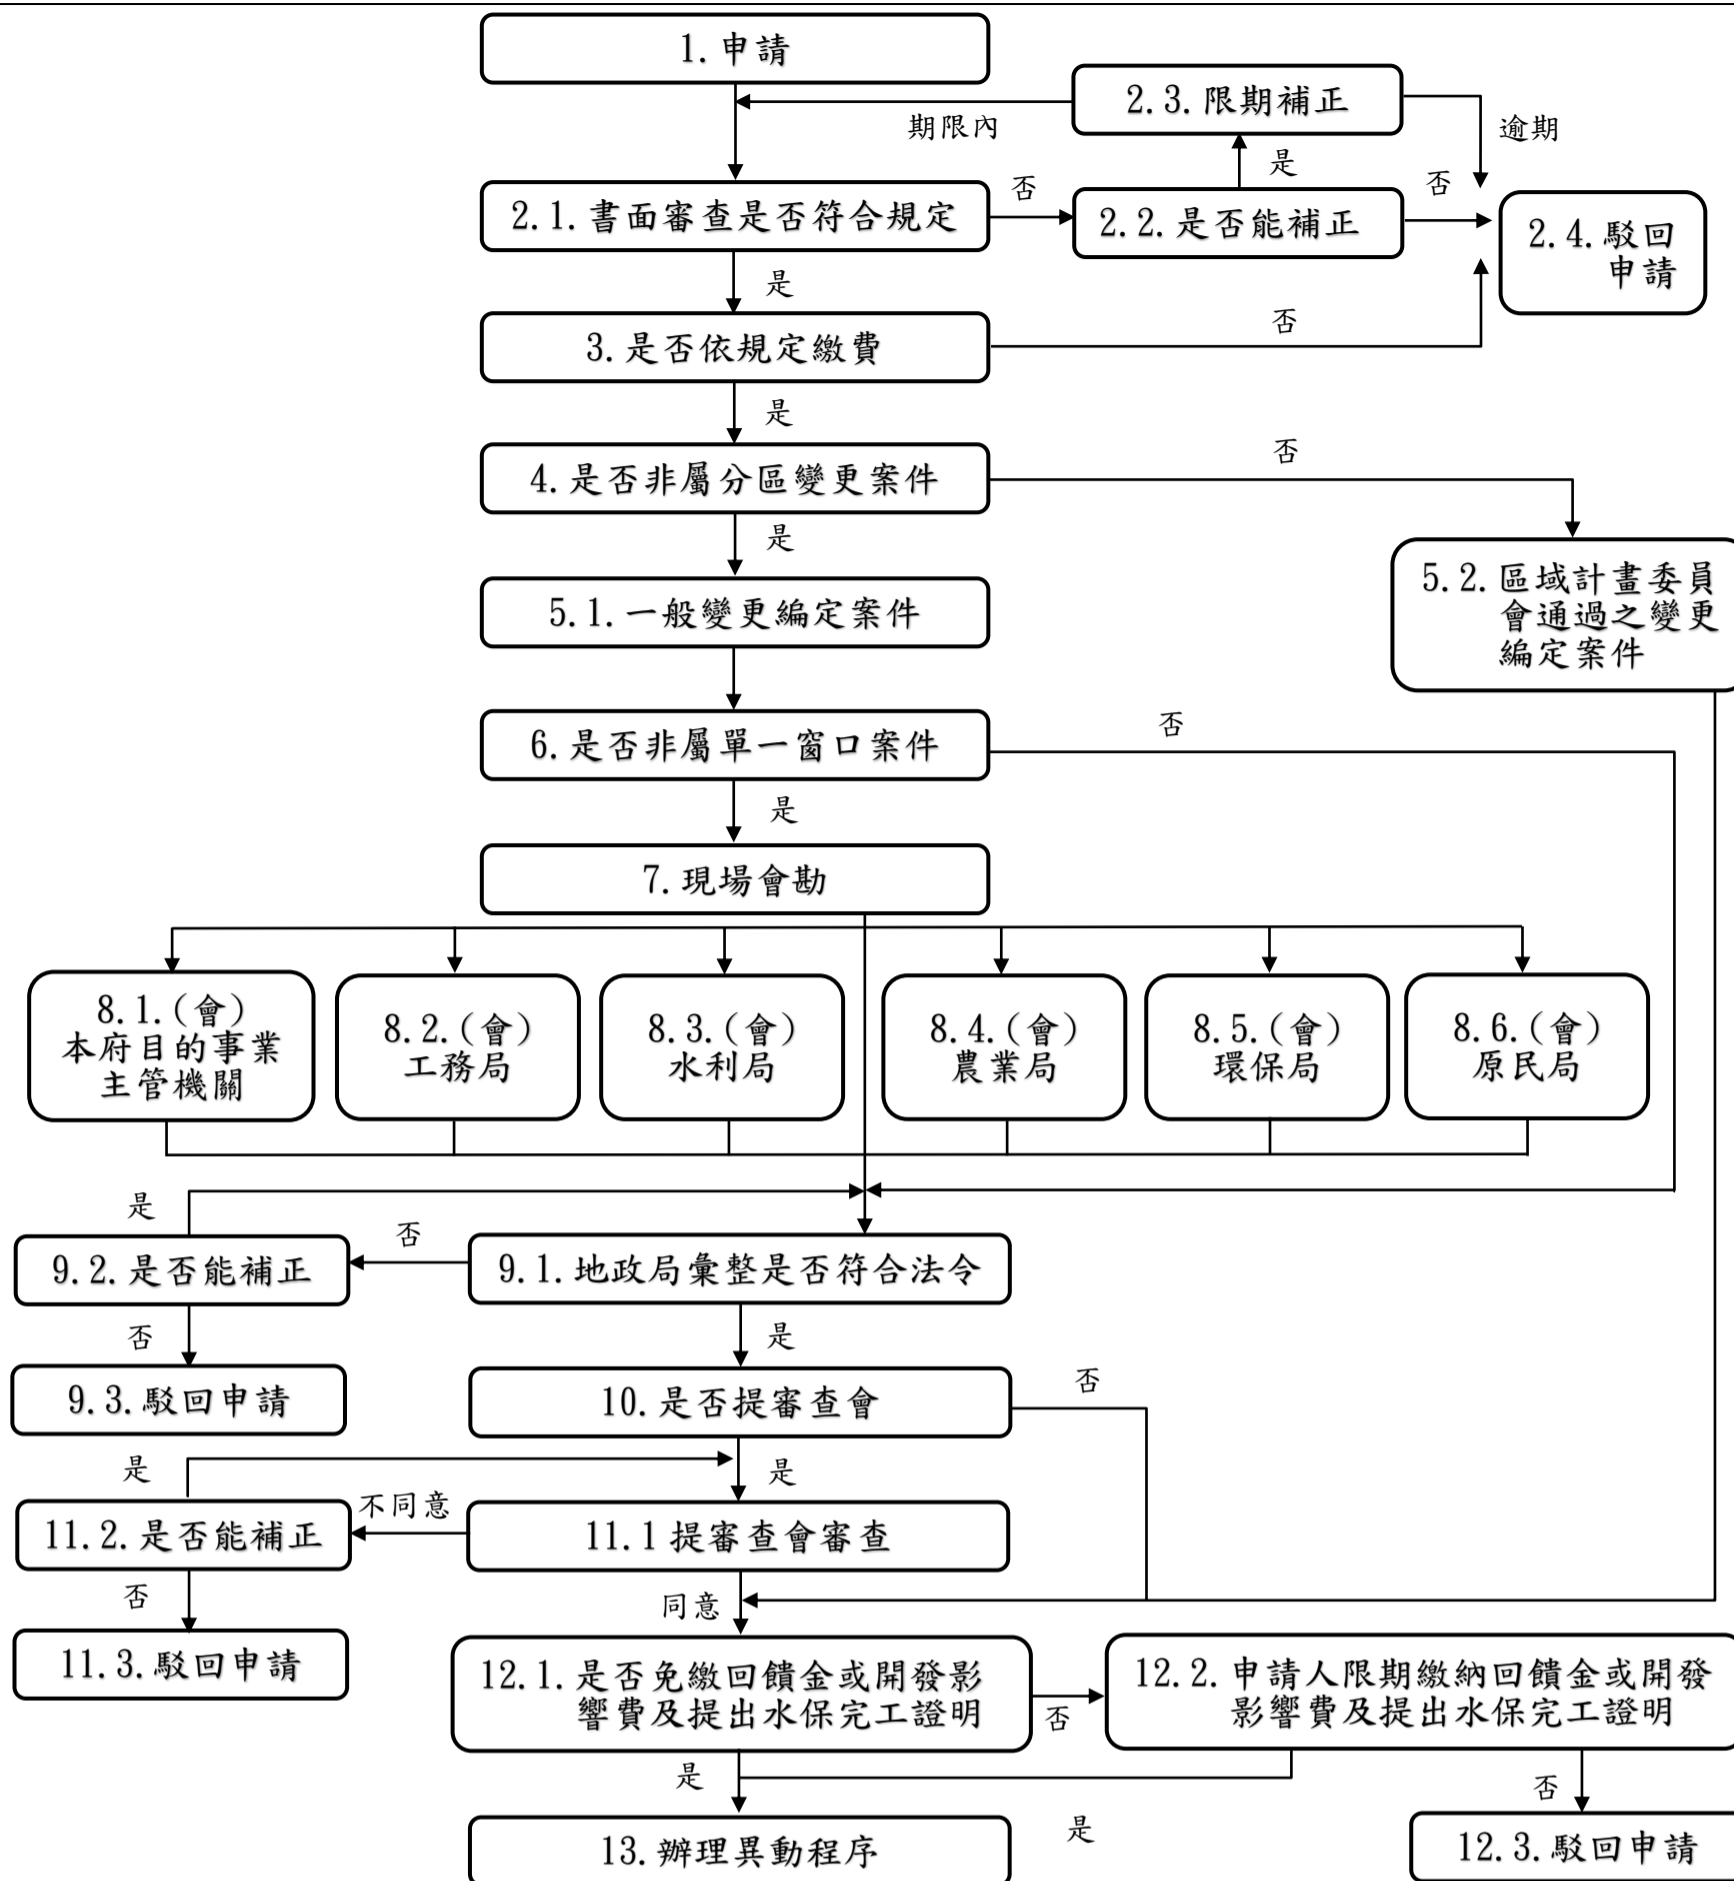 1.申請
2.3.限期補正
期限內
逾期
是
否
否
2.1.書面審查是否符合規定
2.2.是否能補正
2.4.駁回
申請
是
否
3.是否依規定繳費
是
否
4.是否非屬分區變更案件
是
5.2.區域計畫委員
會通過之變更
編定案件
5.1.一般變更編定案件
否
6.是否非屬單一窗口案件
是
7.現場會勘
8.1.(會)
本府目的事業
主管機關
8.2.(會)
工務局
8.3.(會)
水利局
8.4.(會)
農業局
8.5.(會)
環保局
8.6.(會)
原民局
是
否
9.2.是否能補正
9.1.地政局彙整是否符合法令
否
是
9.3.駁回申請
10.是否提審查會
否
是
是
不同意
11.2.是否能補正
11.1提審查會審查
否
同意
11.3.駁回申請
12.1.是否免繳回饋金或開發影
響費及提出水保完工證明
否
12.2.申請人限期繳納回饋金或開發
影響費及提出水保完工證明
是
否
是
13.辦理異動程序
12.3.駁回申請